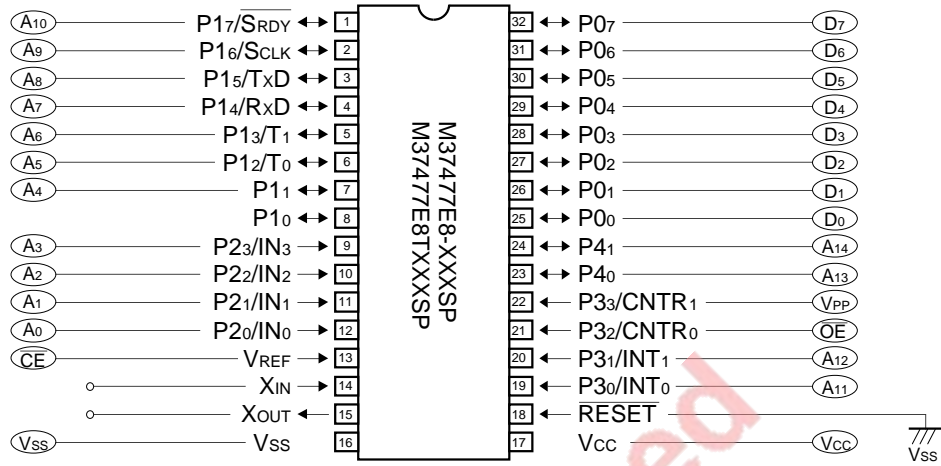 A10 P17/SRDY 1 32 P07 D7
A9 P16/SCLK 2 31 P06 D6
A8 P15/TXD 3 30 P05 D5
A7 P14/RXD 4 29 P04 D4
A6 P13/T1 5 28 P03 D3
A5 P12/T0 6 27 P02 D2
A4 P11 7 26 P01 D1
P10 8 25 P00 D0
A3 P23/IN3 9 24 P41 A14
A2 P22/IN2 10 23 P40 A13
A1 P21/IN1 11 22 P33/CNTR1 VPP
A0 P20/IN0 12 21 P32/CNTR0 OE
CE VREF 13 20 P31/INT1 A12
XIN 14 19 P30/INT0 A11
XOUT 15 18 RESET
VSS VSS 16 17 VCC VCC
VSS
M37477E8-XXXSP
M37477E8TXXXSP